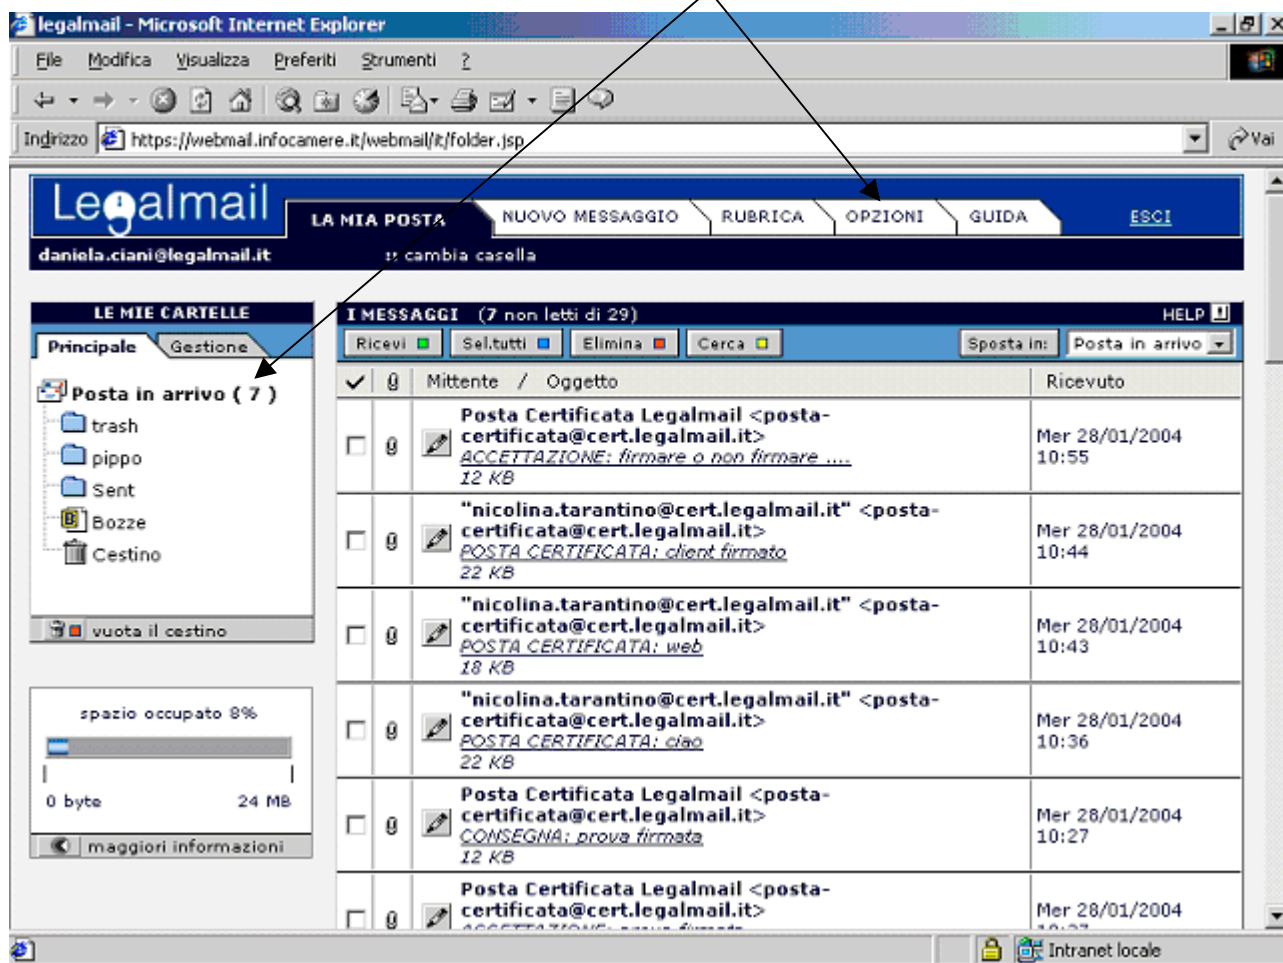 legalmail - Microsoft Internet Explorer
File Modifica Visualizza Preferiti Strumenti ?
Indirizzo https://webmail.infocamere.it/webmail/it/folder.jsp Vai
Legalmail
LA MIA POSTA NUOVO MESSAGGIO RUBRICA OPZIONI GUIDA ESCI
daniela.ciani@legalmail.it :: cambia casella
LE MIE CARTELLE
Principale Gestione
Posta in arrivo ( 7 )
trash
pippo
Sent
Bozze
Cestino
vuota il cestino
spazio occupato 8%
0 byte 24 MB
maggiori informazioni
I MESSAGGI (7 non letti di 29) HELP
Ricevi Sel.tutti Elimina Cerca Sposta in: Posta in arrivo
Mittente / Oggetto Ricevuto
Posta Certificata Legalmail <posta-
certificata@cert.legalmail.it>
ACCETTAZIONE: firmare o non firmare ....
12 KB
Mer 28/01/2004
10:55
"nicolina.tarantino@cert.legalmail.it" <posta-
certificata@cert.legalmail.it>
POSTA CERTIFICATA: client firmato
22 KB
Mer 28/01/2004
10:44
"nicolina.tarantino@cert.legalmail.it" <posta-
certificata@cert.legalmail.it>
POSTA CERTIFICATA: web
18 KB
Mer 28/01/2004
10:43
"nicolina.tarantino@cert.legalmail.it" <posta-
certificata@cert.legalmail.it>
POSTA CERTIFICATA: ciao
22 KB
Mer 28/01/2004
10:36
Posta Certificata Legalmail <posta-
certificata@cert.legalmail.it>
CONSEGNA: prova firmata
12 KB
Mer 28/01/2004
10:27
Posta Certificata Legalmail <posta-
certificata@cert.legalmail.it>
Mer 28/01/2004
Intranet locale